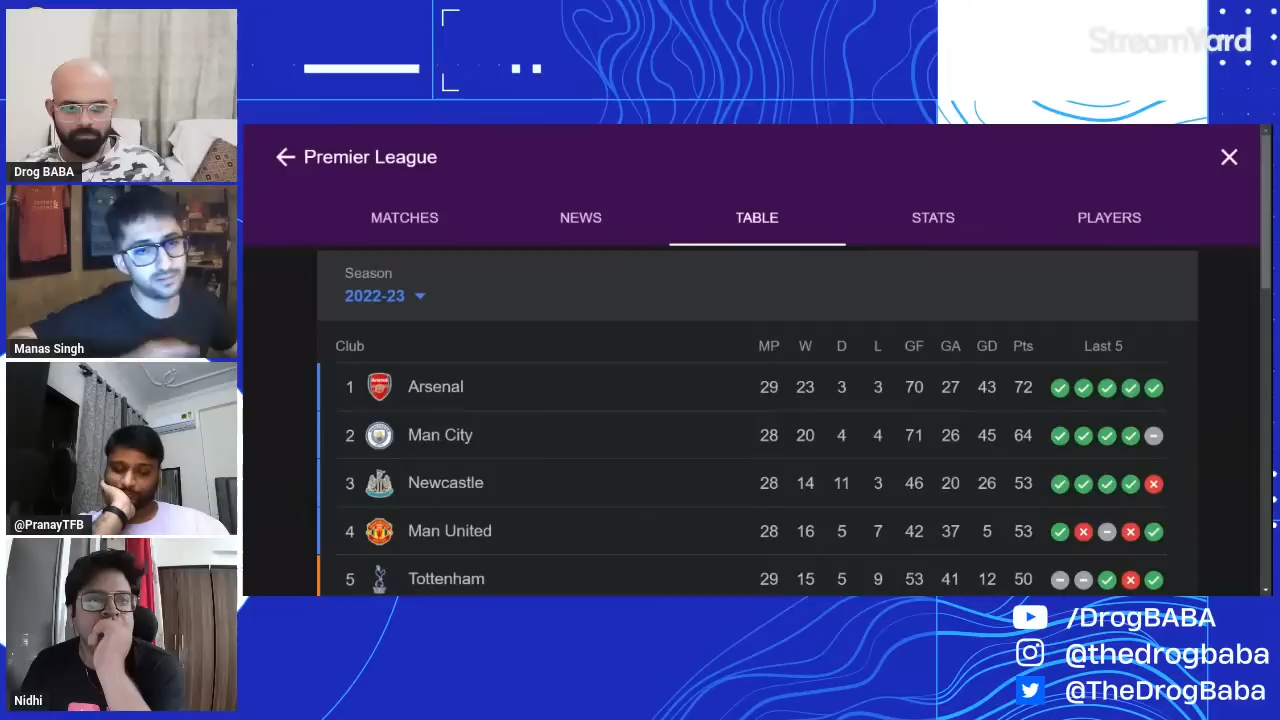 StreamYard
Drog BABA
Manas Singh
@PranayTFB
Nidhi
Premier League
MATCHES NEWS TABLE STATS PLAYERS
Season
2022-23
Club MP W D L GF GA GD Pts Last 5
1 Arsenal 29 23 3 3 70 27 43 72
2 Man City 28 20 4 4 71 26 45 64
3 Newcastle 28 14 11 3 46 20 26 53
4 Man United 28 16 5 7 42 37 5 53
5 Tottenham 29 15 5 9 53 41 12 50
/DrogBABA
@thedrogbaba
@TheDrogBaba